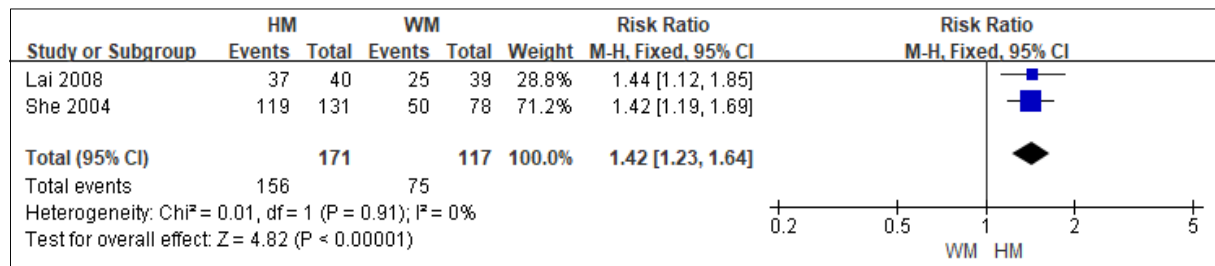 HM WM Risk Ratio Risk Ratio
Study or Subgroup Events Total Events Total Weight M-H, Fixed, 95% CI M-H, Fixed, 95% CI
Lai 2008 37 40 25 39 28.8% 1.44 [1.12, 1.85]
She 2004 119 131 50 78 71.2% 1.42 [1.19, 1.69]
Total (95% CI) 171 117 100.0% 1.42 [1.23, 1.64]
Total events 156 75
Heterogeneity: Chi² = 0.01, df = 1 (P = 0.91); I² = 0%
Test for overall effect: Z = 4.82 (P < 0.00001)
0.2 0.5 1 2 5
WM HM